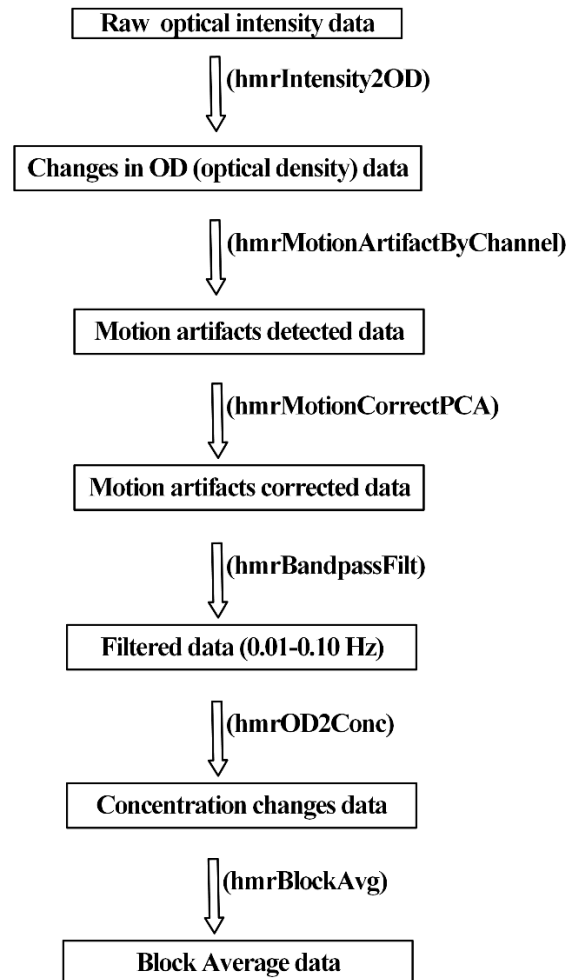 Raw optical intensity data
(hmrIntensity2OD)
Changes in OD (optical density) data
(hmrMotionArtifactByChannel)
Motion artifacts detected data
(hmrMotionCorrectPCA)
Motion artifacts corrected data
(hmrBandpassFilt)
Filtered data (0.01-0.10 Hz)
(hmrOD2Conc)
Concentration changes data
(hmrBlockAvg)
Block Average data